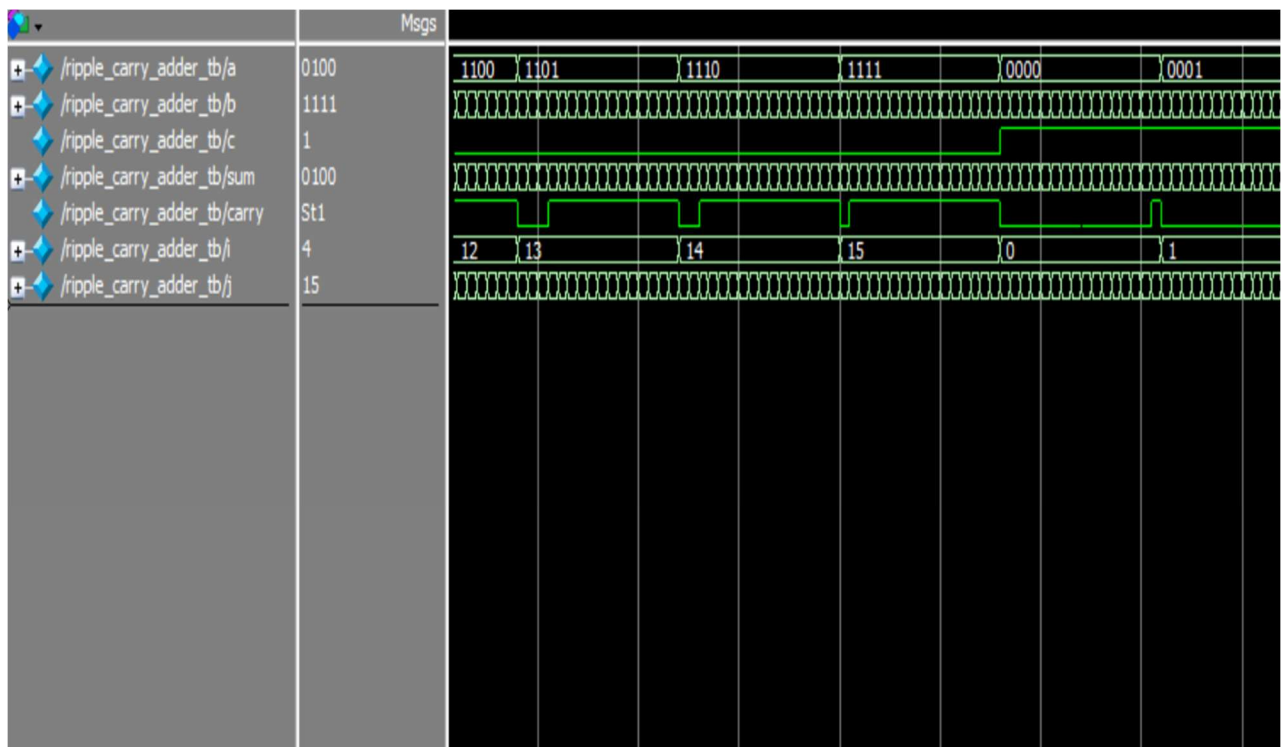 Msgs
/ripple_carry_adder_tb/a 0100 1100 1101 1110 1111 0000 0001
/ripple_carry_adder_tb/b 1111
/ripple_carry_adder_tb/c 1
/ripple_carry_adder_tb/sum 0100
/ripple_carry_adder_tb/carry St1
/ripple_carry_adder_tb/i 4 12 13 14 15 0 1
/ripple_carry_adder_tb/j 15